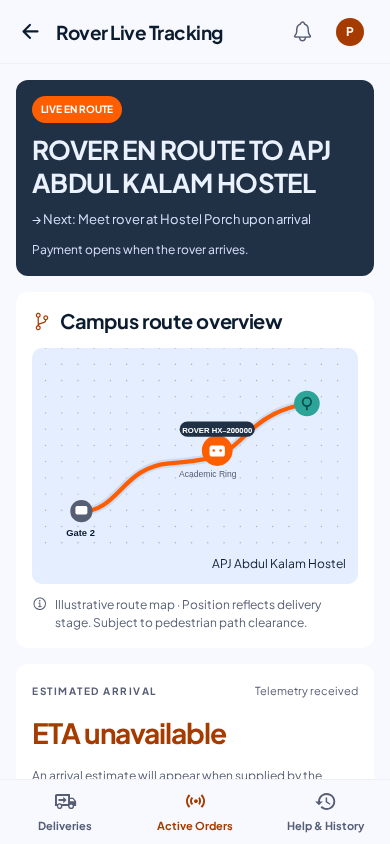 Rover Live Tracking
P
LIVE EN ROUTE
ROVER EN ROUTE TO APJ
ABDUL KALAM HOSTEL
→ Next: Meet rover at Hostel Porch upon arrival
Payment opens when the rover arrives.
Campus route overview
ROVER HX-200000
Academic Ring
Gate 2
APJ Abdul Kalam Hostel
Illustrative route map · Position reflects delivery
stage. Subject to pedestrian path clearance.
ESTIMATED ARRIVAL
Telemetry received
ETA unavailable
An arrival estimate will appear when supplied by the
Deliveries
Active Orders
Help & History